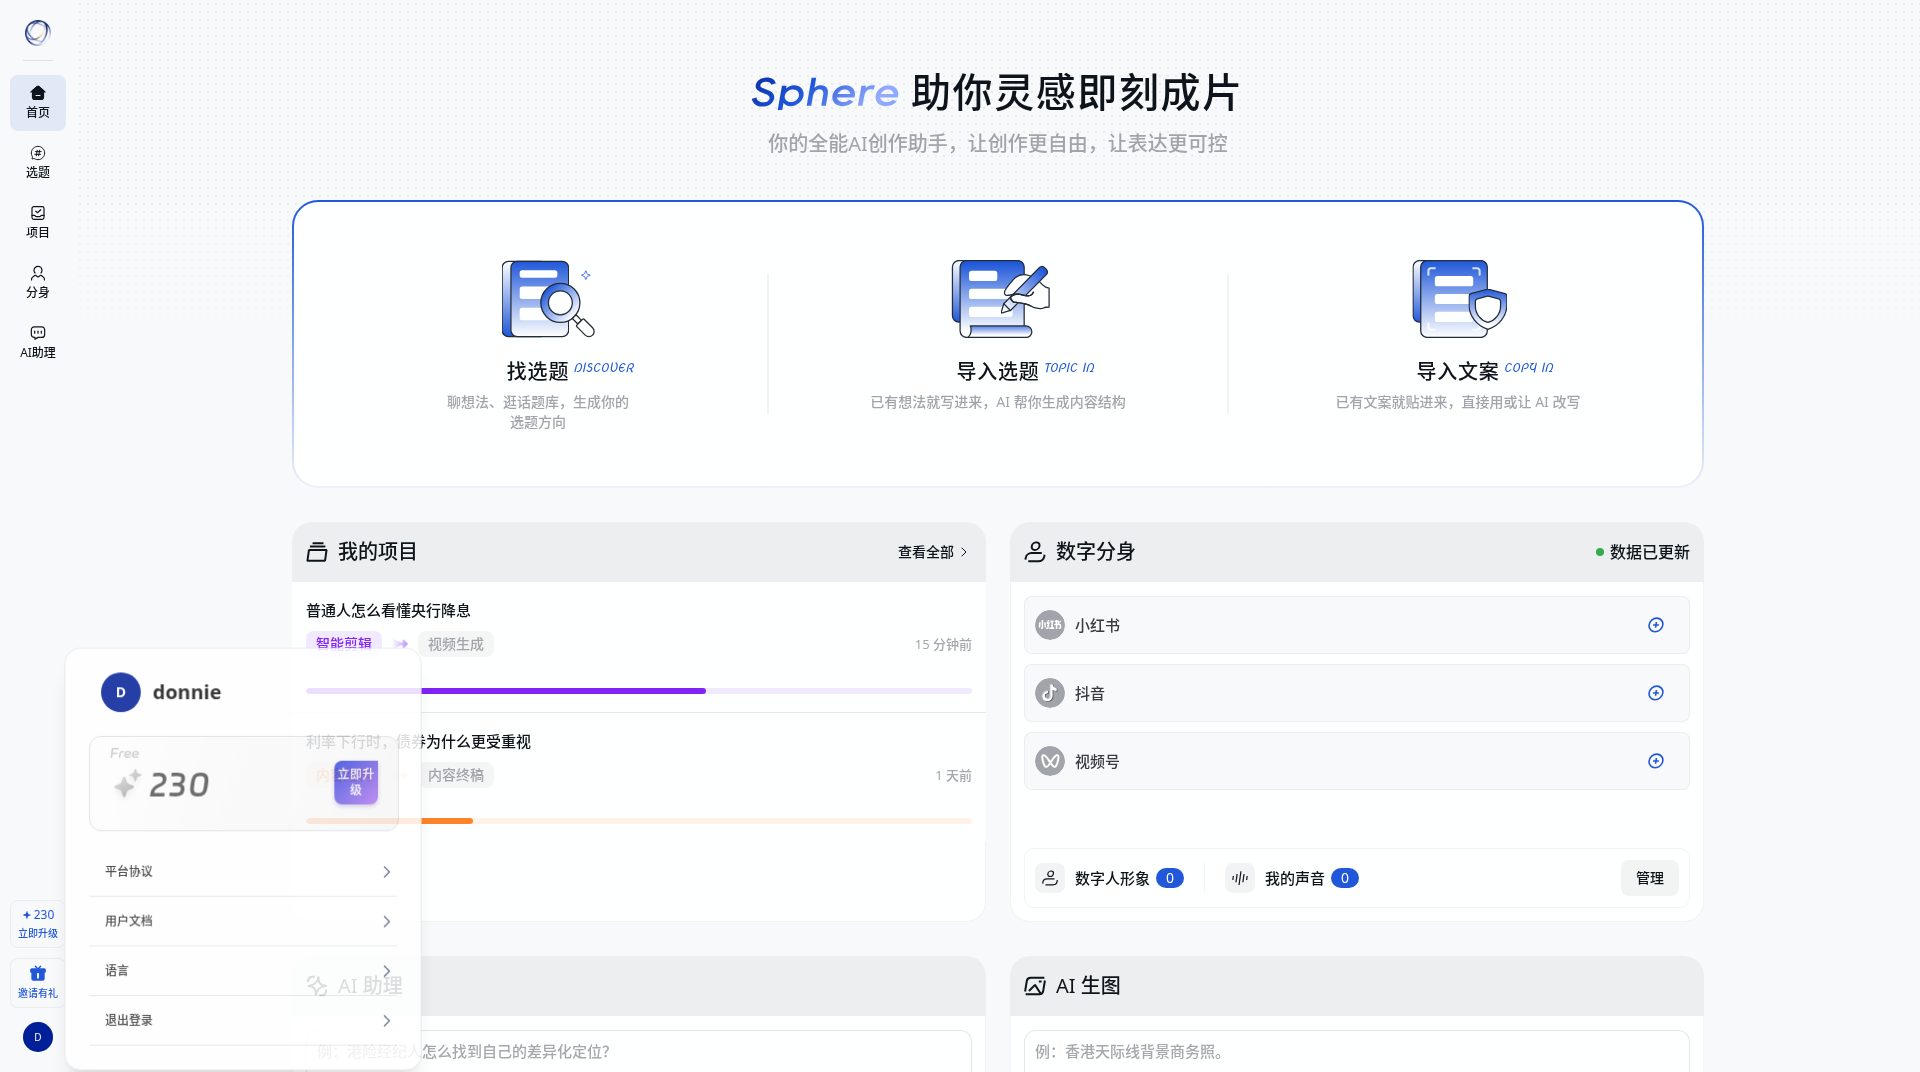 首页
选题
项目
分身
AI助理
230
立即升级
邀请有礼
D
Sphere 助你灵感即刻成片
你的全能AI创作助手，让创作更自由，让表达更可控
找选题 DISCOVER
聊想法、逛话题库，生成你的
选题方向
导入选题 TOPIC IN
已有想法就写进来，AI 帮你生成内容结构
导入文案 COPY IN
已有文案就贴进来，直接用或让 AI 改写
我的项目
查看全部
普通人怎么看懂央行降息
智能剪辑
视频生成
15 分钟前
利率下行时，债券为什么更受重视
内容终稿
1 天前
数字分身
数据已更新
小红书
小红书
抖音
视频号
数字人形象 0
我的声音 0
管理
D
donnie
Free
230
立即升
级
平台协议
用户文档
语言
退出登录
AI 助理
例：港险经纪人怎么找到自己的差异化定位？
AI 生图
例：香港天际线背景商务照。